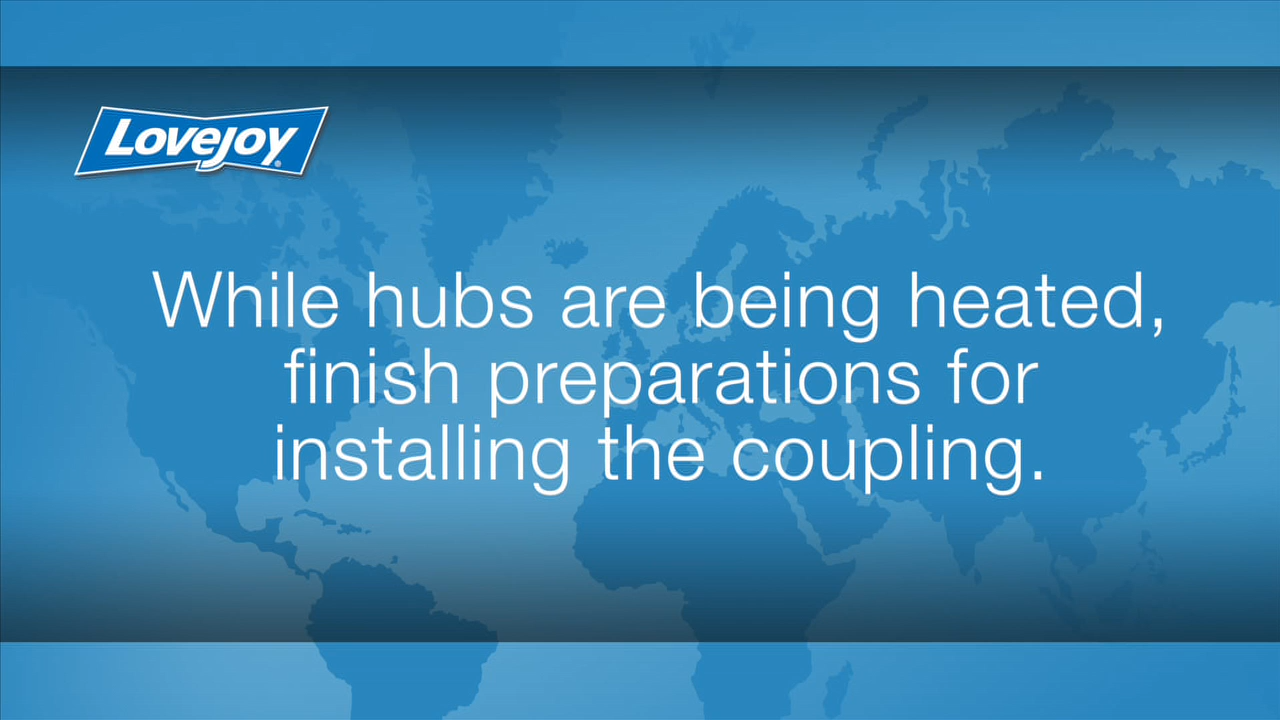 Lovejoy®
While hubs are being heated,
finish preparations for
installing the coupling.